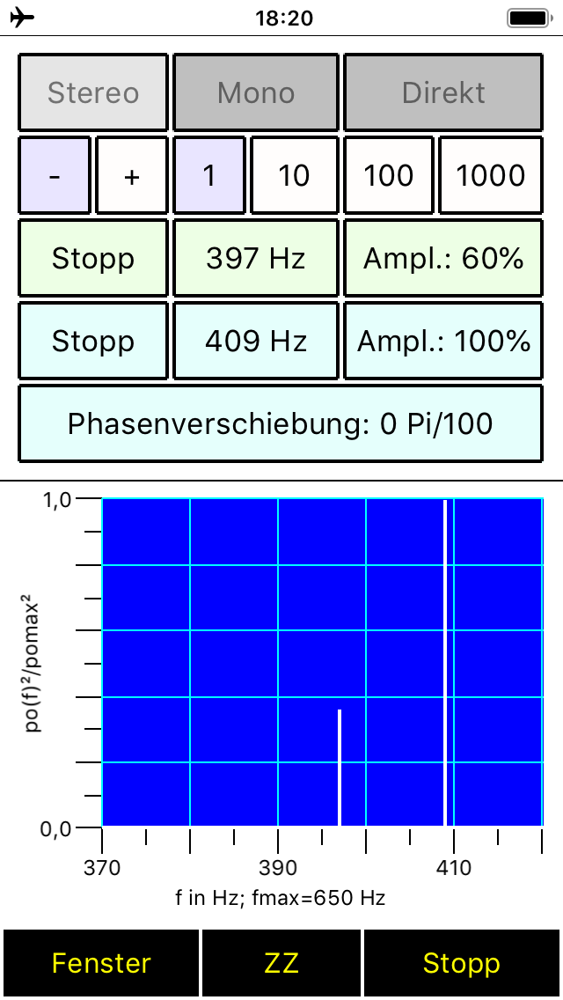 18:20
Stereo Mono Direkt
- + 1 10 100 1000
Stopp 397 Hz Ampl.: 60%
Stopp 409 Hz Ampl.: 100%
Phasenverschiebung: 0 Pi/100
1,0
po(f)²/pomax²
0,0
370 390 410
f in Hz; fmax=650 Hz
Fenster ZZ Stopp